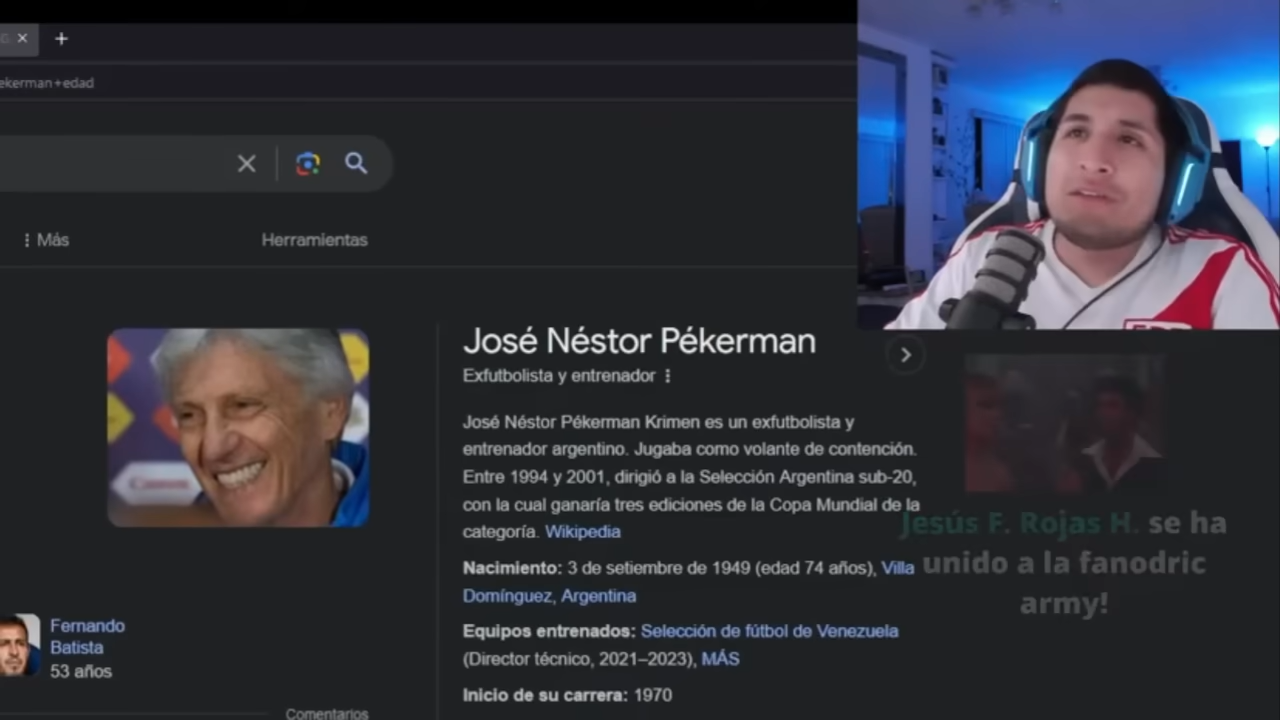 ekerman+edad
Más
Herramientas
José Néstor Pékerman
Exfutbolista y entrenador
José Néstor Pékerman Krimen es un exfutbolista y
entrenador argentino. Jugaba como volante de contención.
Entre 1994 y 2001, dirigió a la Selección Argentina sub-20,
con la cual ganaría tres ediciones de la Copa Mundial de la
categoría. Wikipedia
Nacimiento: 3 de setiembre de 1949 (edad 74 años), Villa
Domínguez, Argentina
Equipos entrenados: Selección de fútbol de Venezuela
(Director técnico, 2021–2023), MÁS
Inicio de su carrera: 1970
Jesús F. Rojas H. se ha
unido a la fanodric
army!
Fernando
Batista
53 años
Comentarios
Canon